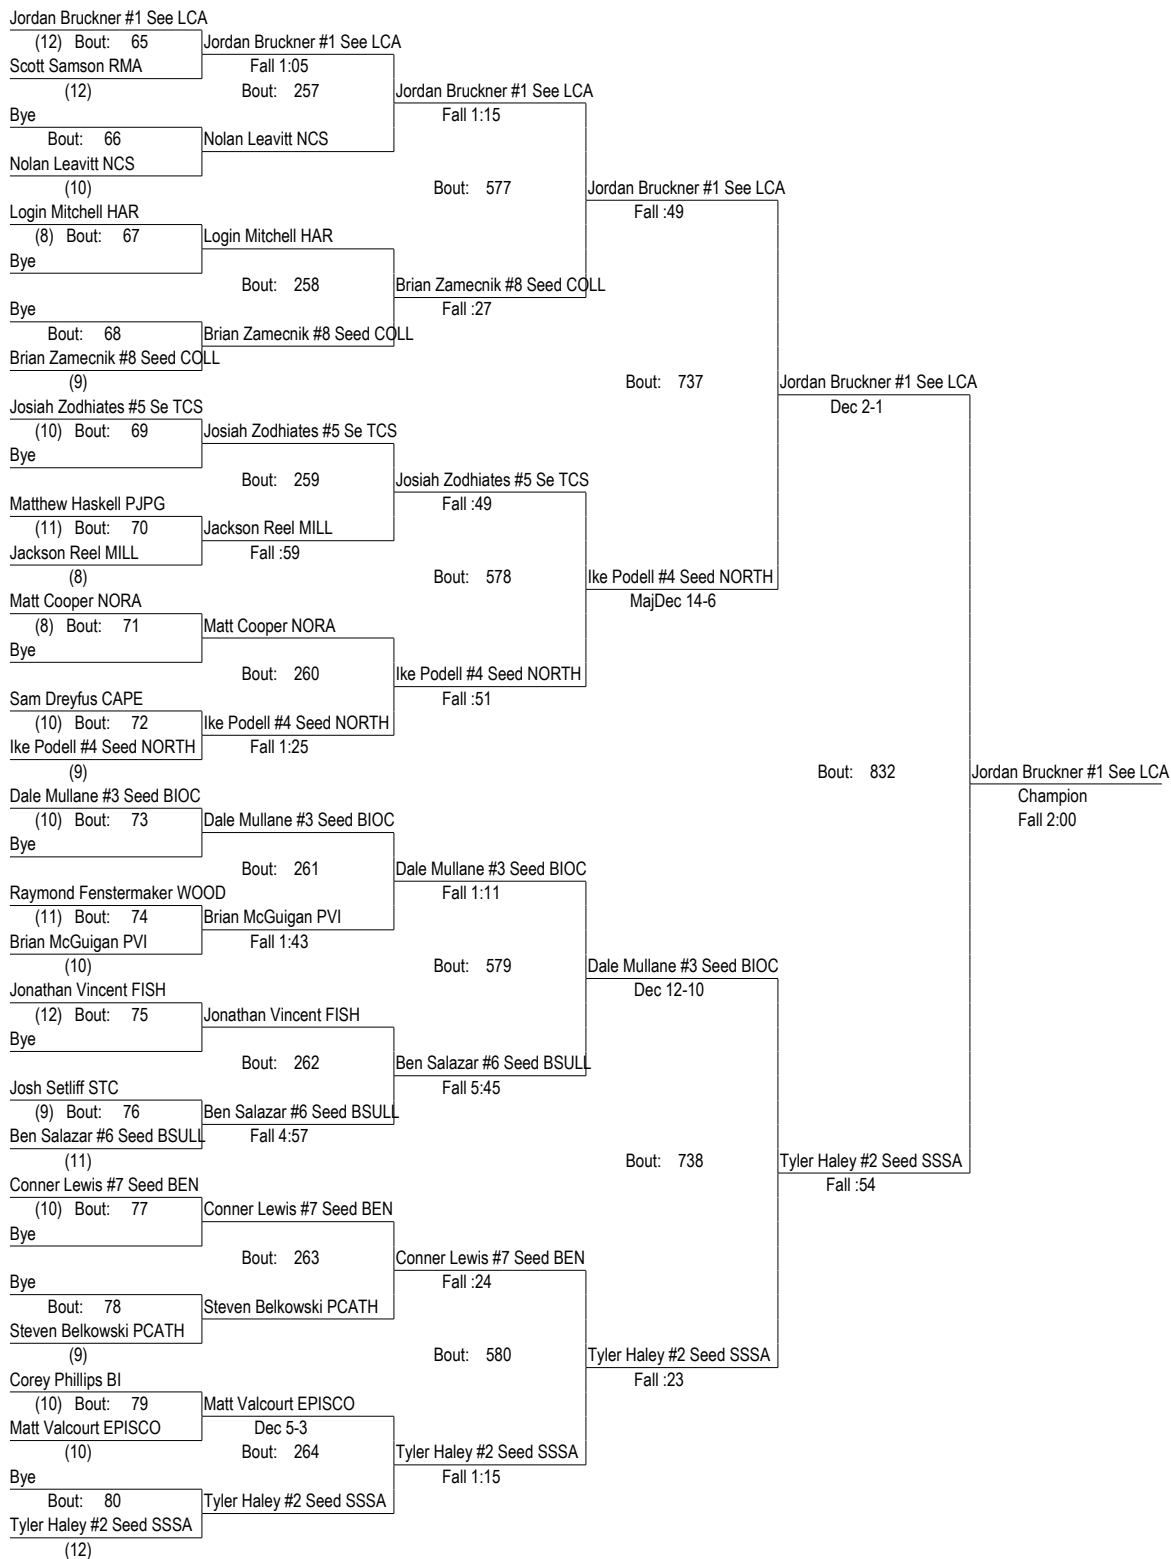 Jordan Bruckner #1 See LCA
(12) Bout: 65 Jordan Bruckner #1 See LCA
Scott Samson RMA Fall 1:05
(12) Bout: 257 Jordan Bruckner #1 See LCA
Bye Fall 1:15
Bout: 66 Nolan Leavitt NCS
Nolan Leavitt NCS
(10) Bout: 577 Jordan Bruckner #1 See LCA
Login Mitchell HAR Fall :49
(8) Bout: 67 Login Mitchell HAR
Bye
Bout: 258 Brian Zamecnik #8 Seed COLL
Bye Fall :27
Bout: 68 Brian Zamecnik #8 Seed COLL
Brian Zamecnik #8 Seed COLL
(9) Bout: 737 Jordan Bruckner #1 See LCA
Josiah Zodhiates #5 Se TCS Dec 2-1
(10) Bout: 69 Josiah Zodhiates #5 Se TCS
Bye
Bout: 259 Josiah Zodhiates #5 Se TCS
Matthew Haskell PJPG Fall :49
(11) Bout: 70 Jackson Reel MILL
Jackson Reel MILL Fall :59
(8) Bout: 578 Ike Podell #4 Seed NORTH
Matt Cooper NORA MajDec 14-6
(8) Bout: 71 Matt Cooper NORA
Bye
Bout: 260 Ike Podell #4 Seed NORTH
Sam Dreyfus CAPE Fall :51
(10) Bout: 72 Ike Podell #4 Seed NORTH
Ike Podell #4 Seed NORTH Fall 1:25
(9) Bout: 832 Jordan Bruckner #1 See LCA
Dale Mullane #3 Seed BIOC Champion
(10) Bout: 73 Dale Mullane #3 Seed BIOC Fall 2:00
Bye
Bout: 261 Dale Mullane #3 Seed BIOC
Raymond Fenstermaker WOOD Fall 1:11
(11) Bout: 74 Brian McGuigan PVI
Brian McGuigan PVI Fall 1:43
(10) Bout: 579 Dale Mullane #3 Seed BIOC
Jonathan Vincent FISH Dec 12-10
(12) Bout: 75 Jonathan Vincent FISH
Bye
Bout: 262 Ben Salazar #6 Seed BSULL
Josh Setliff STC Fall 5:45
(9) Bout: 76 Ben Salazar #6 Seed BSULL
Ben Salazar #6 Seed BSULL Fall 4:57
(11) Bout: 738 Tyler Haley #2 Seed SSSA
Conner Lewis #7 Seed BEN Fall :54
(10) Bout: 77 Conner Lewis #7 Seed BEN
Bye
Bout: 263 Conner Lewis #7 Seed BEN
Bye Fall :24
Bout: 78 Steven Belkowski PCATH
Steven Belkowski PCATH
(9) Bout: 580 Tyler Haley #2 Seed SSSA
Corey Phillips BI Fall :23
(10) Bout: 79 Matt Valcourt EPISCO
Matt Valcourt EPISCO Dec 5-3
(10) Bout: 264 Tyler Haley #2 Seed SSSA
Bye Fall 1:15
Bout: 80 Tyler Haley #2 Seed SSSA
Tyler Haley #2 Seed SSSA
(12)